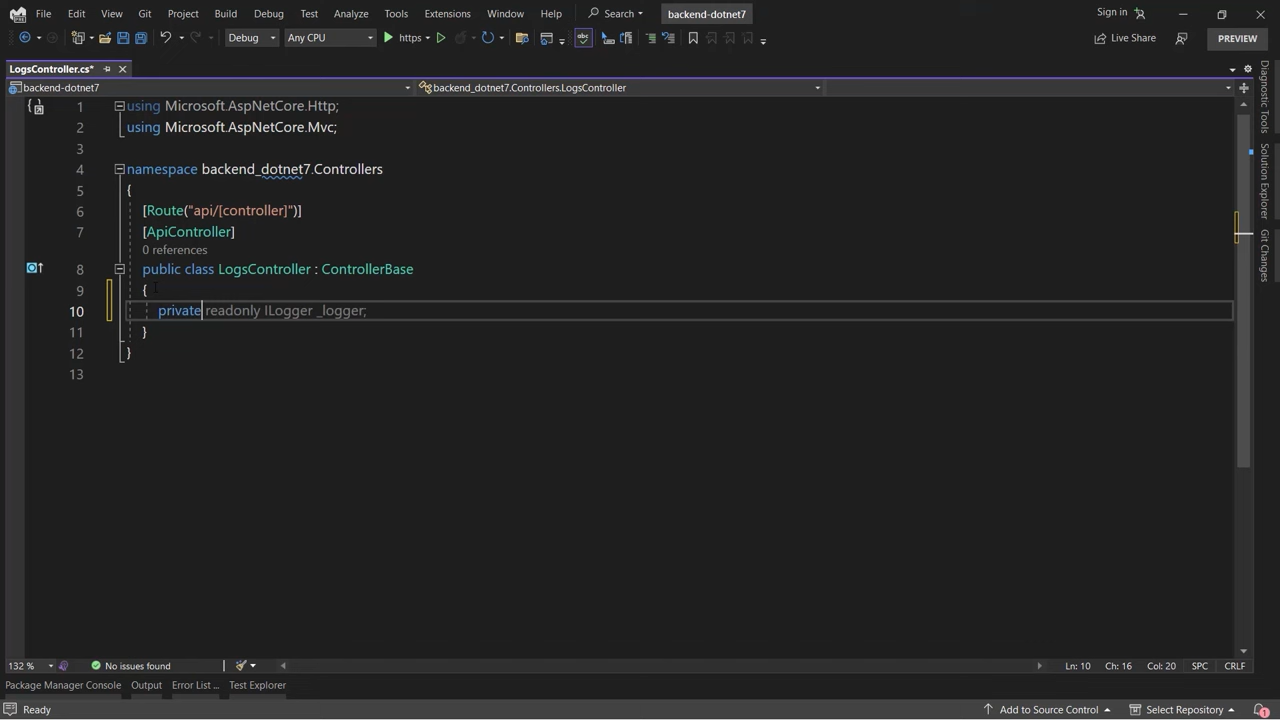 File Edit View Git Project Build Debug Test Analyze Tools Extensions Window Help Search backend-dotnet7 Sign in
PRE
Debug Any CPU https Live Share PREVIEW
LogsController.cs*
backend-dotnet7 backend_dotnet7.Controllers.LogsController
1 using Microsoft.AspNetCore.Http;
2 using Microsoft.AspNetCore.Mvc;
3
4 namespace backend_dotnet7.Controllers
5 {
6 [Route("api/[controller]")]
7 [ApiController]
0 references
8 public class LogsController : ControllerBase
9 {
10 private readonly ILogger _logger;
11 }
12 }
13
Diagnostic Tools
Solution Explorer
Git Changes
132 % No issues found Ln: 10 Ch: 16 Col: 20 SPC CRLF
Package Manager Console Output Error List ... Test Explorer
Ready Add to Source Control Select Repository 1